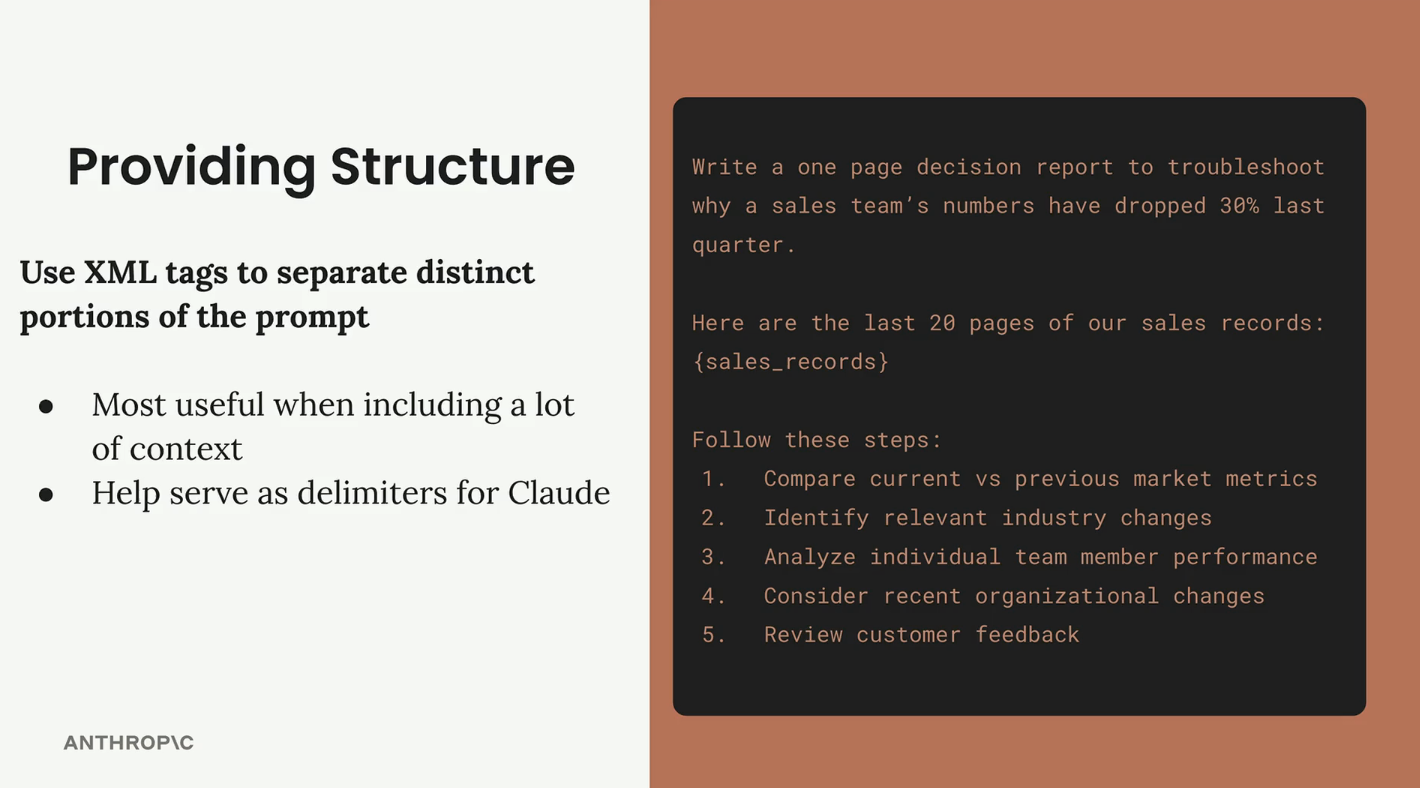 Providing Structure
Use XML tags to separate distinct
portions of the prompt
● Most useful when including a lot
of context
● Help serve as delimiters for Claude
ANTHROP\C
Write a one page decision report to troubleshoot
why a sales team’s numbers have dropped 30% last
quarter.
Here are the last 20 pages of our sales records:
{sales_records}
Follow these steps:
1. Compare current vs previous market metrics
2. Identify relevant industry changes
3. Analyze individual team member performance
4. Consider recent organizational changes
5. Review customer feedback